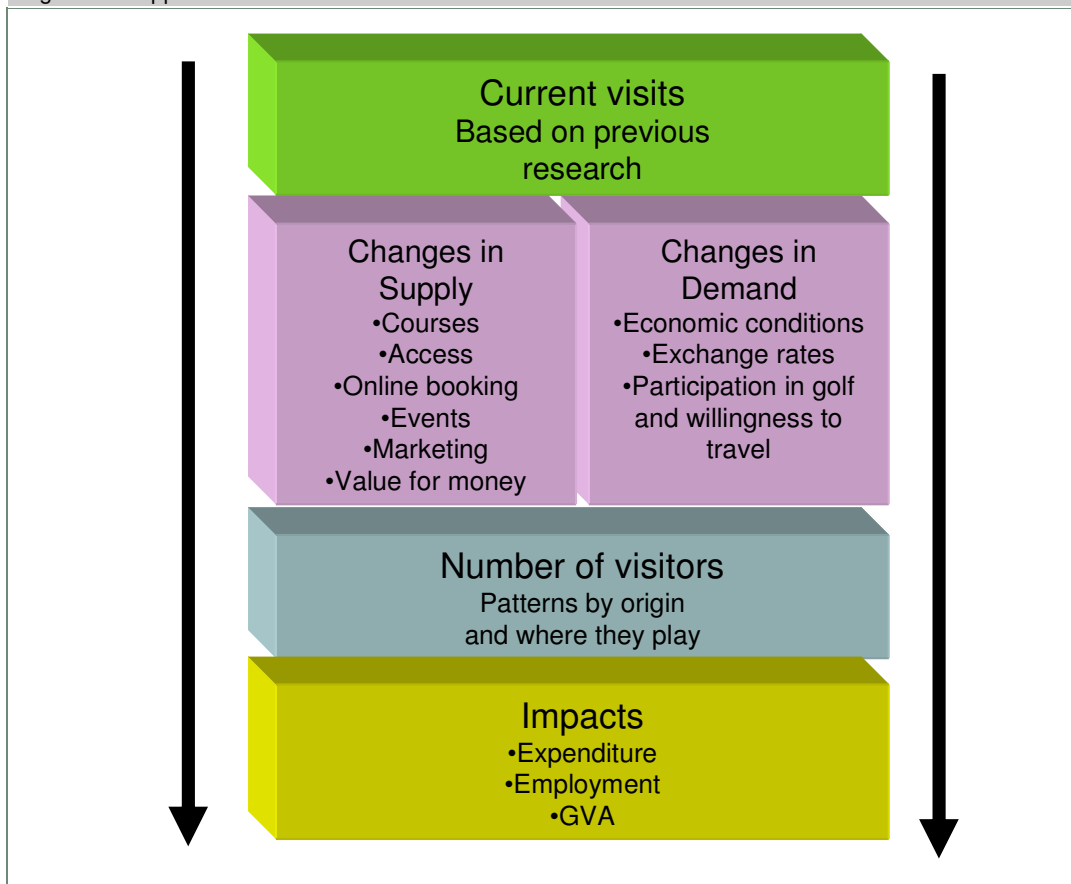 Current visits
Based on previous
research
Changes in
Supply
•Courses
•Access
•Online booking
•Events
•Marketing
•Value for money
Changes in
Demand
•Economic conditions
•Exchange rates
•Participation in golf
and willingness to
travel
Number of visitors
Patterns by origin
and where they play
Impacts
•Expenditure
•Employment
•GVA